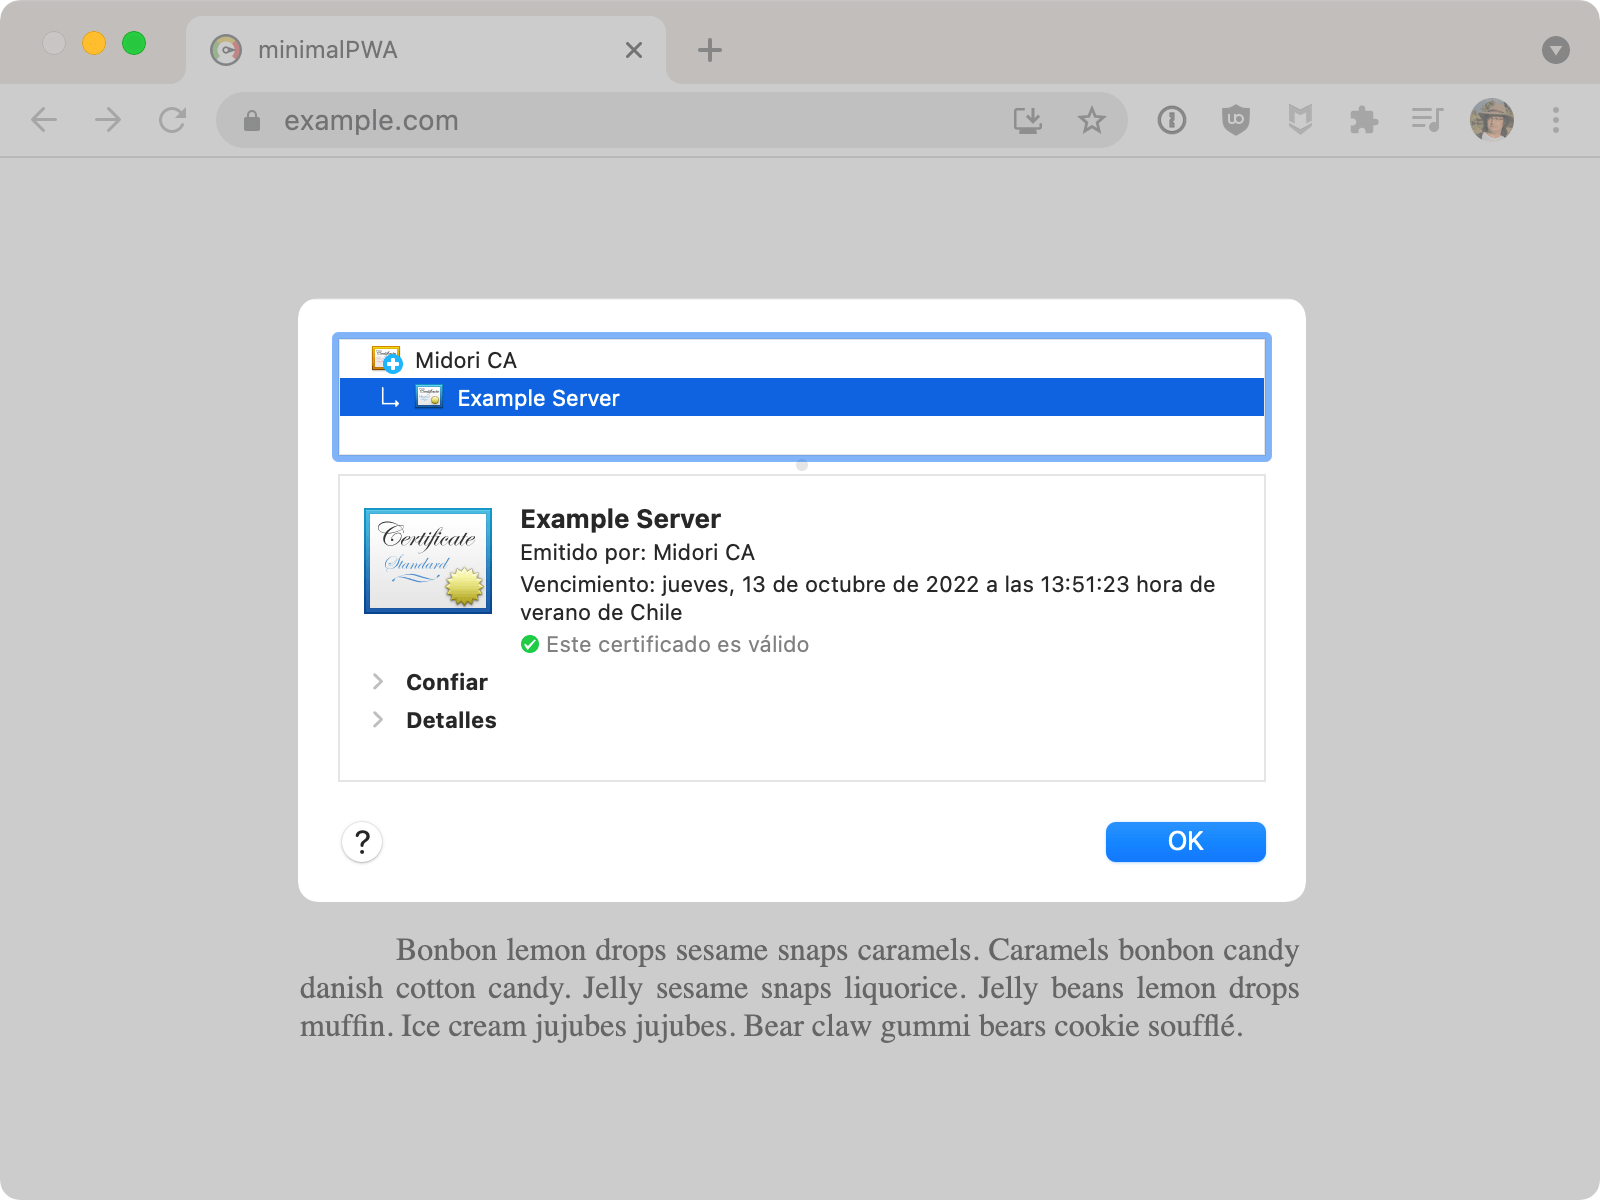 minimalPWA
example.com
Midori CA
Example Server
Certificate
Standard
Example Server
Emitido por: Midori CA
Vencimiento: jueves, 13 de octubre de 2022 a las 13:51:23 hora de
verano de Chile
Este certificado es válido
Confiar
Detalles
?
OK
Bonbon lemon drops sesame snaps caramels. Caramels bonbon candy
danish cotton candy. Jelly sesame snaps liquorice. Jelly beans lemon drops
muffin. Ice cream jujubes jujubes. Bear claw gummi bears cookie soufflé.